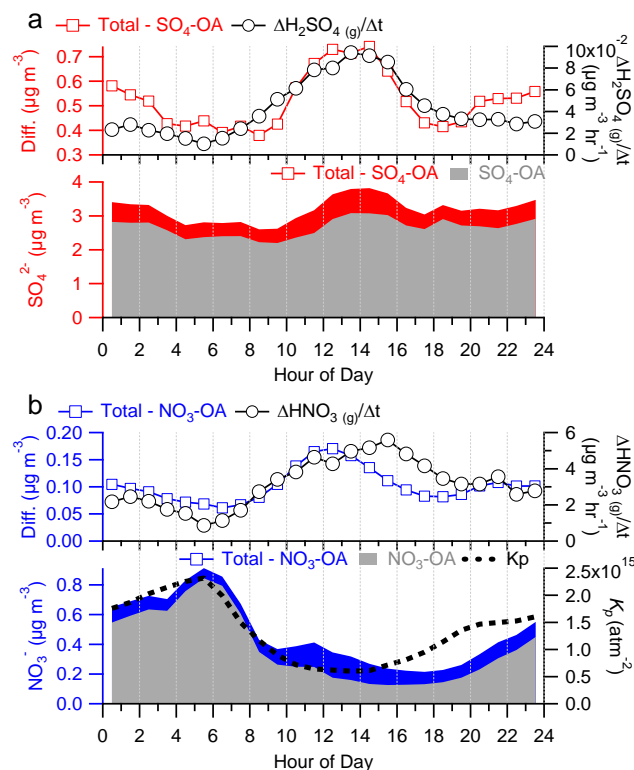 a
Total - SO₄-OA ΔH₂SO₄ (g)/Δt
Diff. (µg m⁻³)
0.7
0.6
0.5
0.4
0.3
10x10⁻²
8
6
4
2
0
ΔH₂SO₄ (g)/Δt
(µg m⁻³ hr⁻¹)
Total - SO₄-OA SO₄-OA
SO₄²⁻ (µg m⁻³)
4
3
2
1
0
0 2 4 6 8 10 12 14 16 18 20 22 24
Hour of Day
b
Total - NO₃-OA ΔHNO₃ (g)/Δt
Diff. (µg m⁻³)
0.20
0.15
0.10
0.05
0.00
6
4
2
0
ΔHNO₃ (g)/Δt
(µg m⁻³ hr⁻¹)
Total - NO₃-OA NO₃-OA Kp
NO₃⁻ (µg m⁻³)
0.8
0.6
0.4
0.2
0.0
2.5x10¹⁵
2.0
1.5
1.0
0.5
0.0
Kp (atm⁻²)
0 2 4 6 8 10 12 14 16 18 20 22 24
Hour of Day